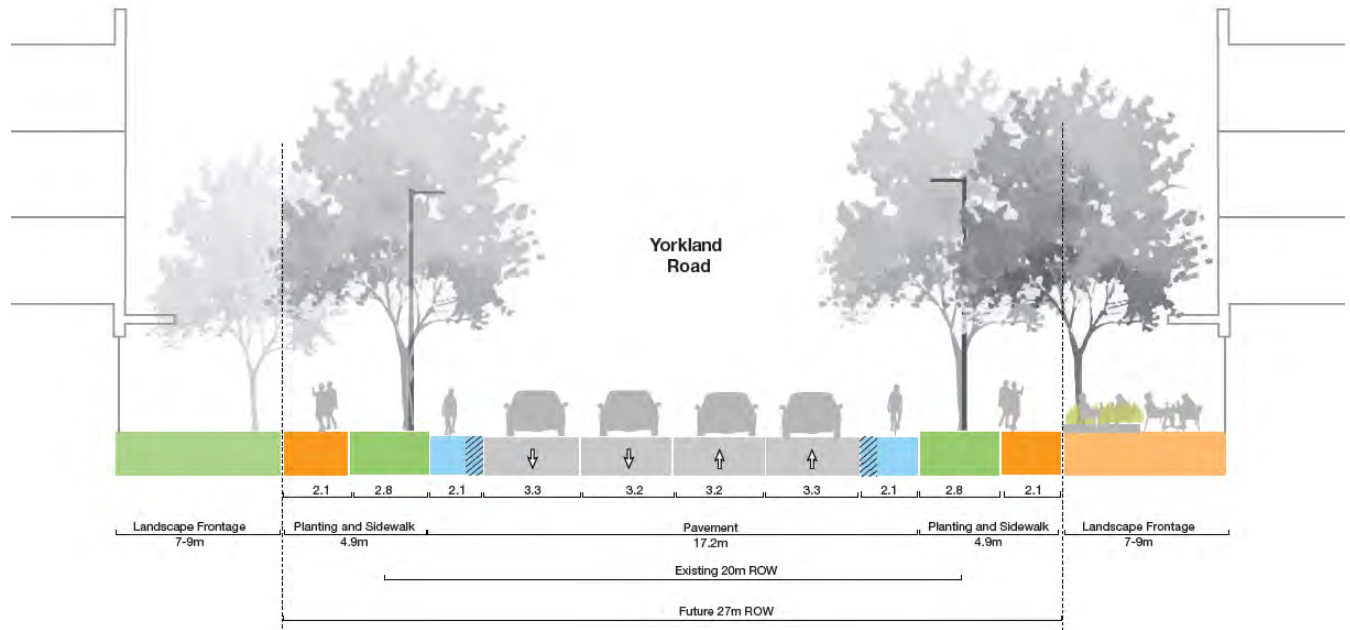 Yorkland
Road
2.1 2.8 2.1 3.3 3.2 3.2 3.3 2.1 2.8 2.1
Landscape Frontage Planting and Sidewalk Pavement Planting and Sidewalk Landscape Frontage
7-9m 4.9m 17.2m 4.9m 7-9m
Existing 20m ROW
Future 27m ROW